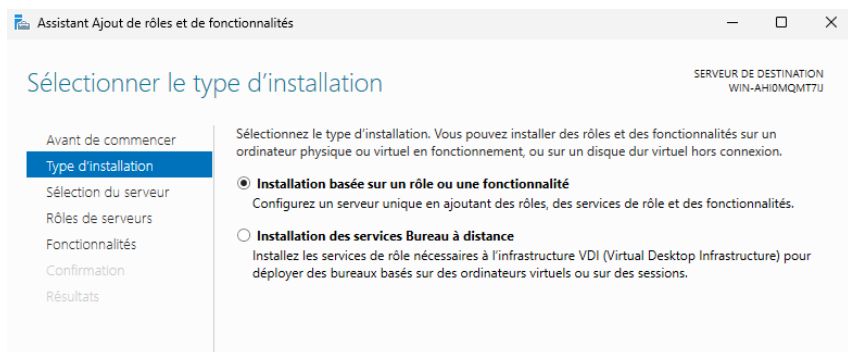 Assistant Ajout de rôles et de fonctionnalités
Sélectionner le type d'installation
SERVEUR DE DESTINATION
WIN-AHI0MQMT7IJ
Avant de commencer
Type d'installation
Sélection du serveur
Rôles de serveurs
Fonctionnalités
Confirmation
Résultats
Sélectionnez le type d'installation. Vous pouvez installer des rôles et des fonctionnalités sur un
ordinateur physique ou virtuel en fonctionnement, ou sur un disque dur virtuel hors connexion.
Installation basée sur un rôle ou une fonctionnalité
Configurez un serveur unique en ajoutant des rôles, des services de rôle et des fonctionnalités.
Installation des services Bureau à distance
Installez les services de rôle nécessaires à l'infrastructure VDI (Virtual Desktop Infrastructure) pour
déployer des bureaux basés sur des ordinateurs virtuels ou sur des sessions.